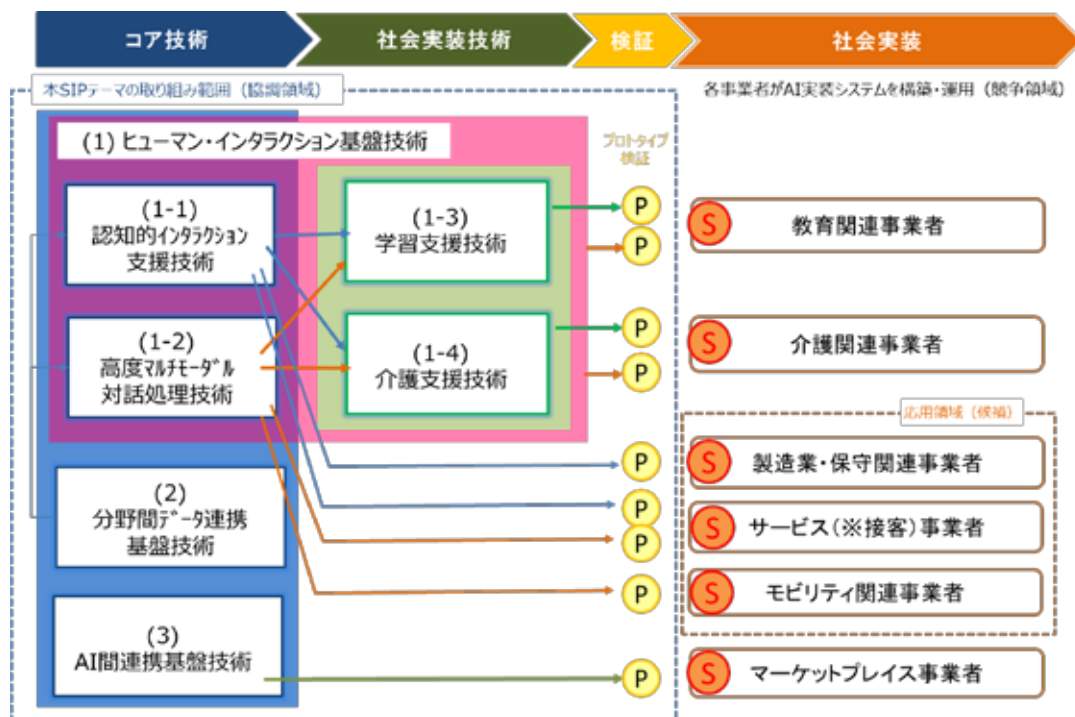 コア技術
社会実装技術
検証
社会実装
本SIPテーマの取り組み範囲（協調領域）
各事業者がAI実装システムを構築・運用（競争領域）
(1) ヒューマン・インタラクション基盤技術
プロトタイプ
検証
(1-1)
認知的ｲﾝﾀﾗｸｼｮﾝ
支援技術
(1-3)
学習支援技術
P
P
S
教育関連事業者
(1-2)
高度ﾏﾙﾁﾓｰﾀﾞﾙ
対話処理技術
(1-4)
介護支援技術
P
P
S
介護関連事業者
応用領域（候補）
(2)
分野間ﾃﾞｰﾀ連携
基盤技術
P
S
製造業・保守関連事業者
P
P
S
サービス(※接客)事業者
P
S
モビリティ関連事業者
(3)
AI間連携基盤技術
P
S
マーケットプレイス事業者